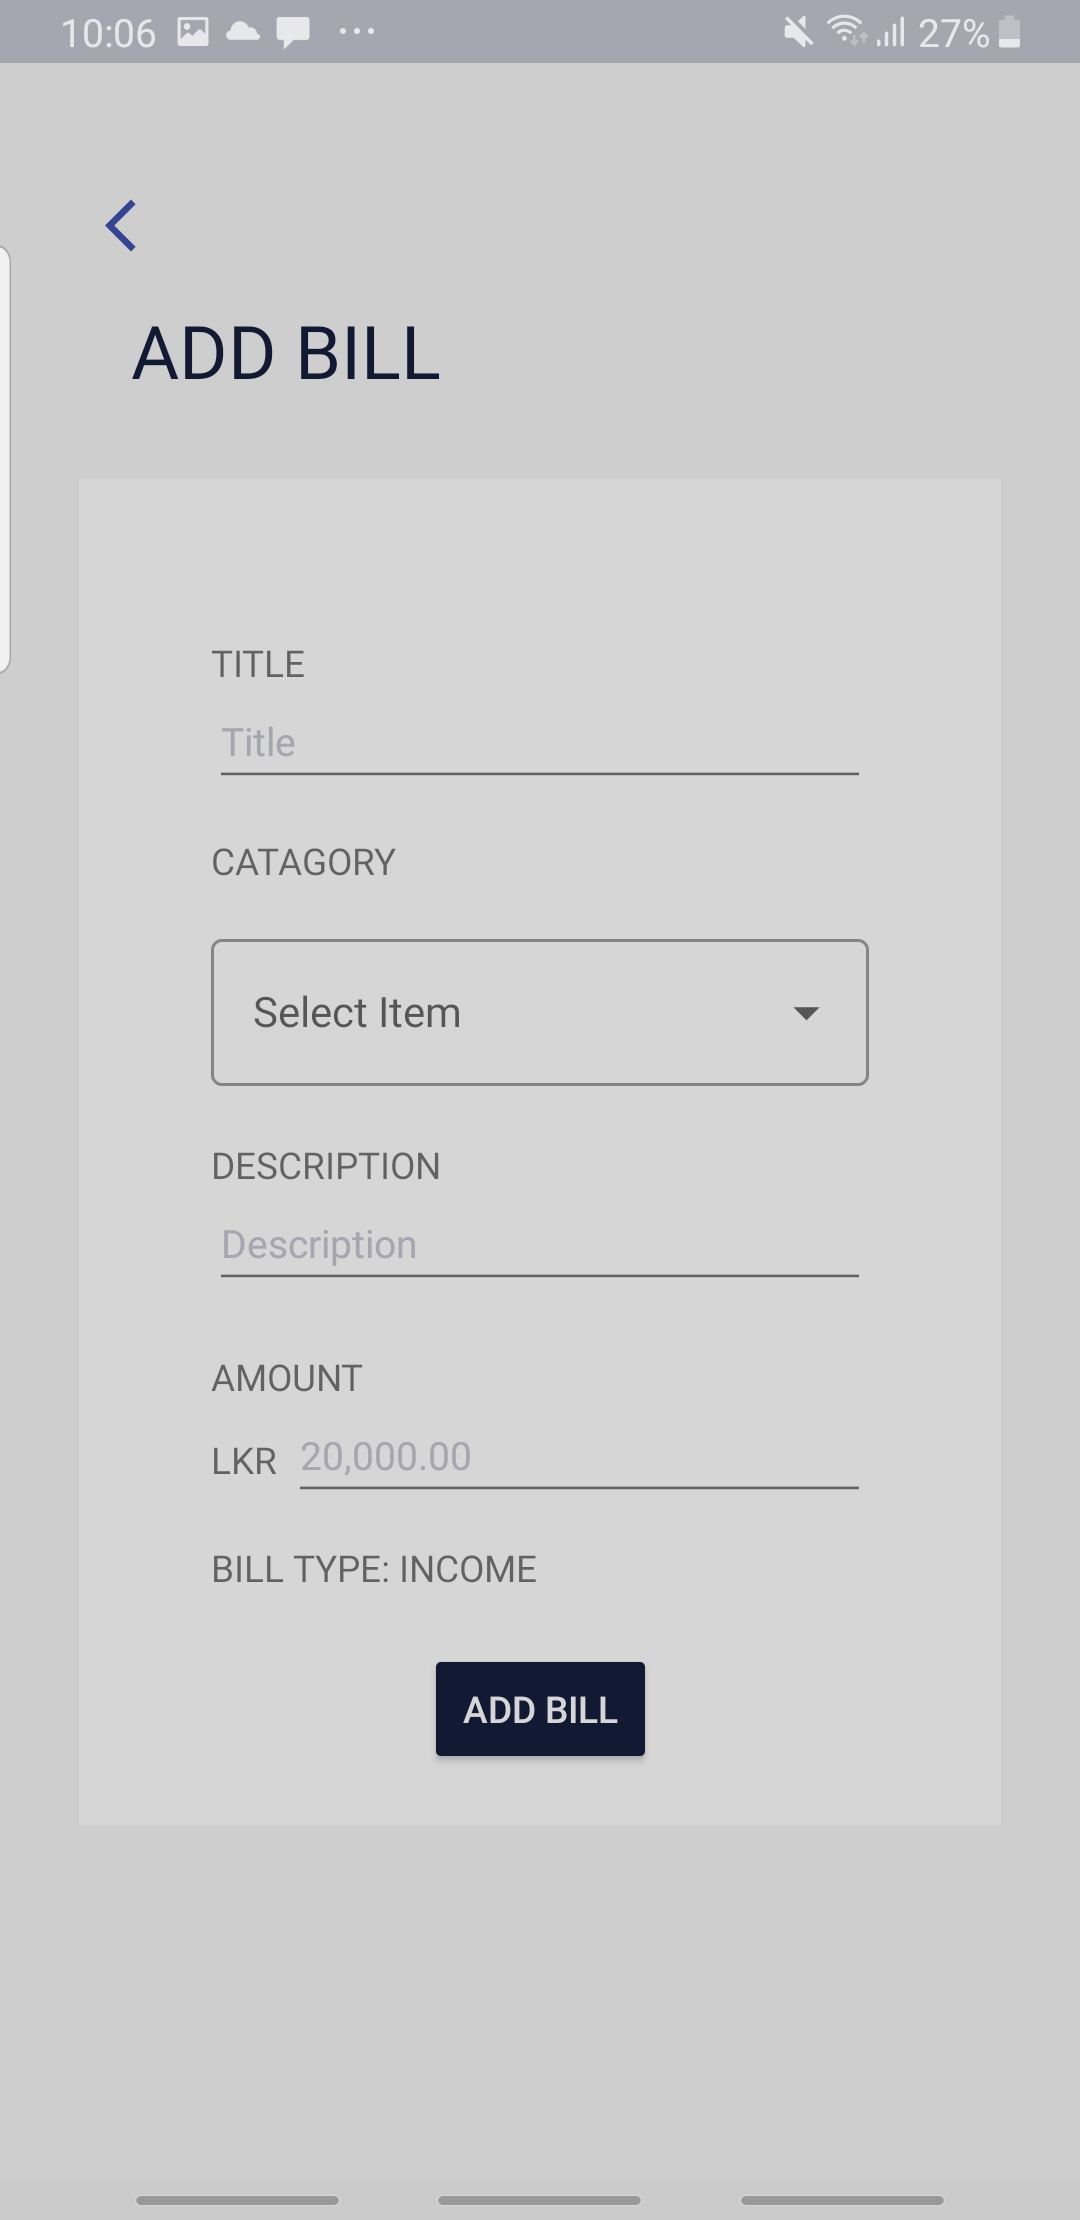 10:06 27%
ADD BILL
TITLE
Title
CATAGORY
Select Item
DESCRIPTION
Description
AMOUNT
LKR 20,000.00
BILL TYPE: INCOME
ADD BILL